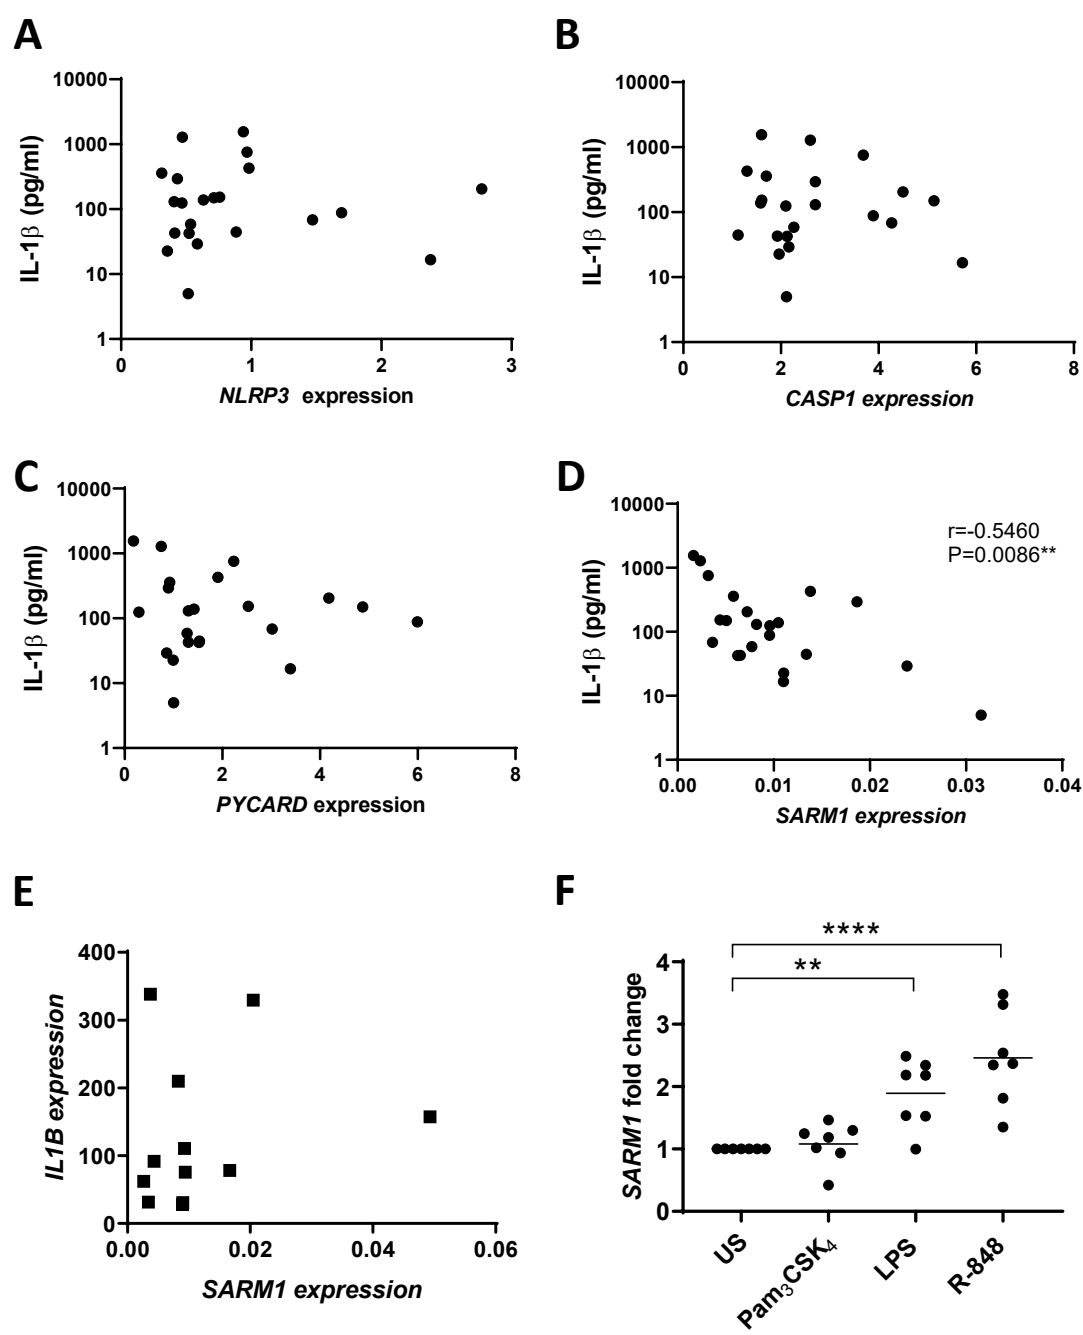 A
10000
1000
100
10
1
IL-1β (pg/ml)
0 1 2 3
NLRP3 expression
B
10000
1000
100
10
1
IL-1β (pg/ml)
0 2 4 6 8
CASP1 expression
C
10000
1000
100
10
1
IL-1β (pg/ml)
0 2 4 6 8
PYCARD expression
D
10000
1000
100
10
1
IL-1β (pg/ml)
r=-0.5460
P=0.0086**
0.00 0.01 0.02 0.03 0.04
SARM1 expression
E
400
300
200
100
0
IL1B expression
0.00 0.02 0.04 0.06
SARM1 expression
F
****
**
4
3
2
1
0
SARM1 fold change
US
Pam₃CSK₄
LPS
R-848